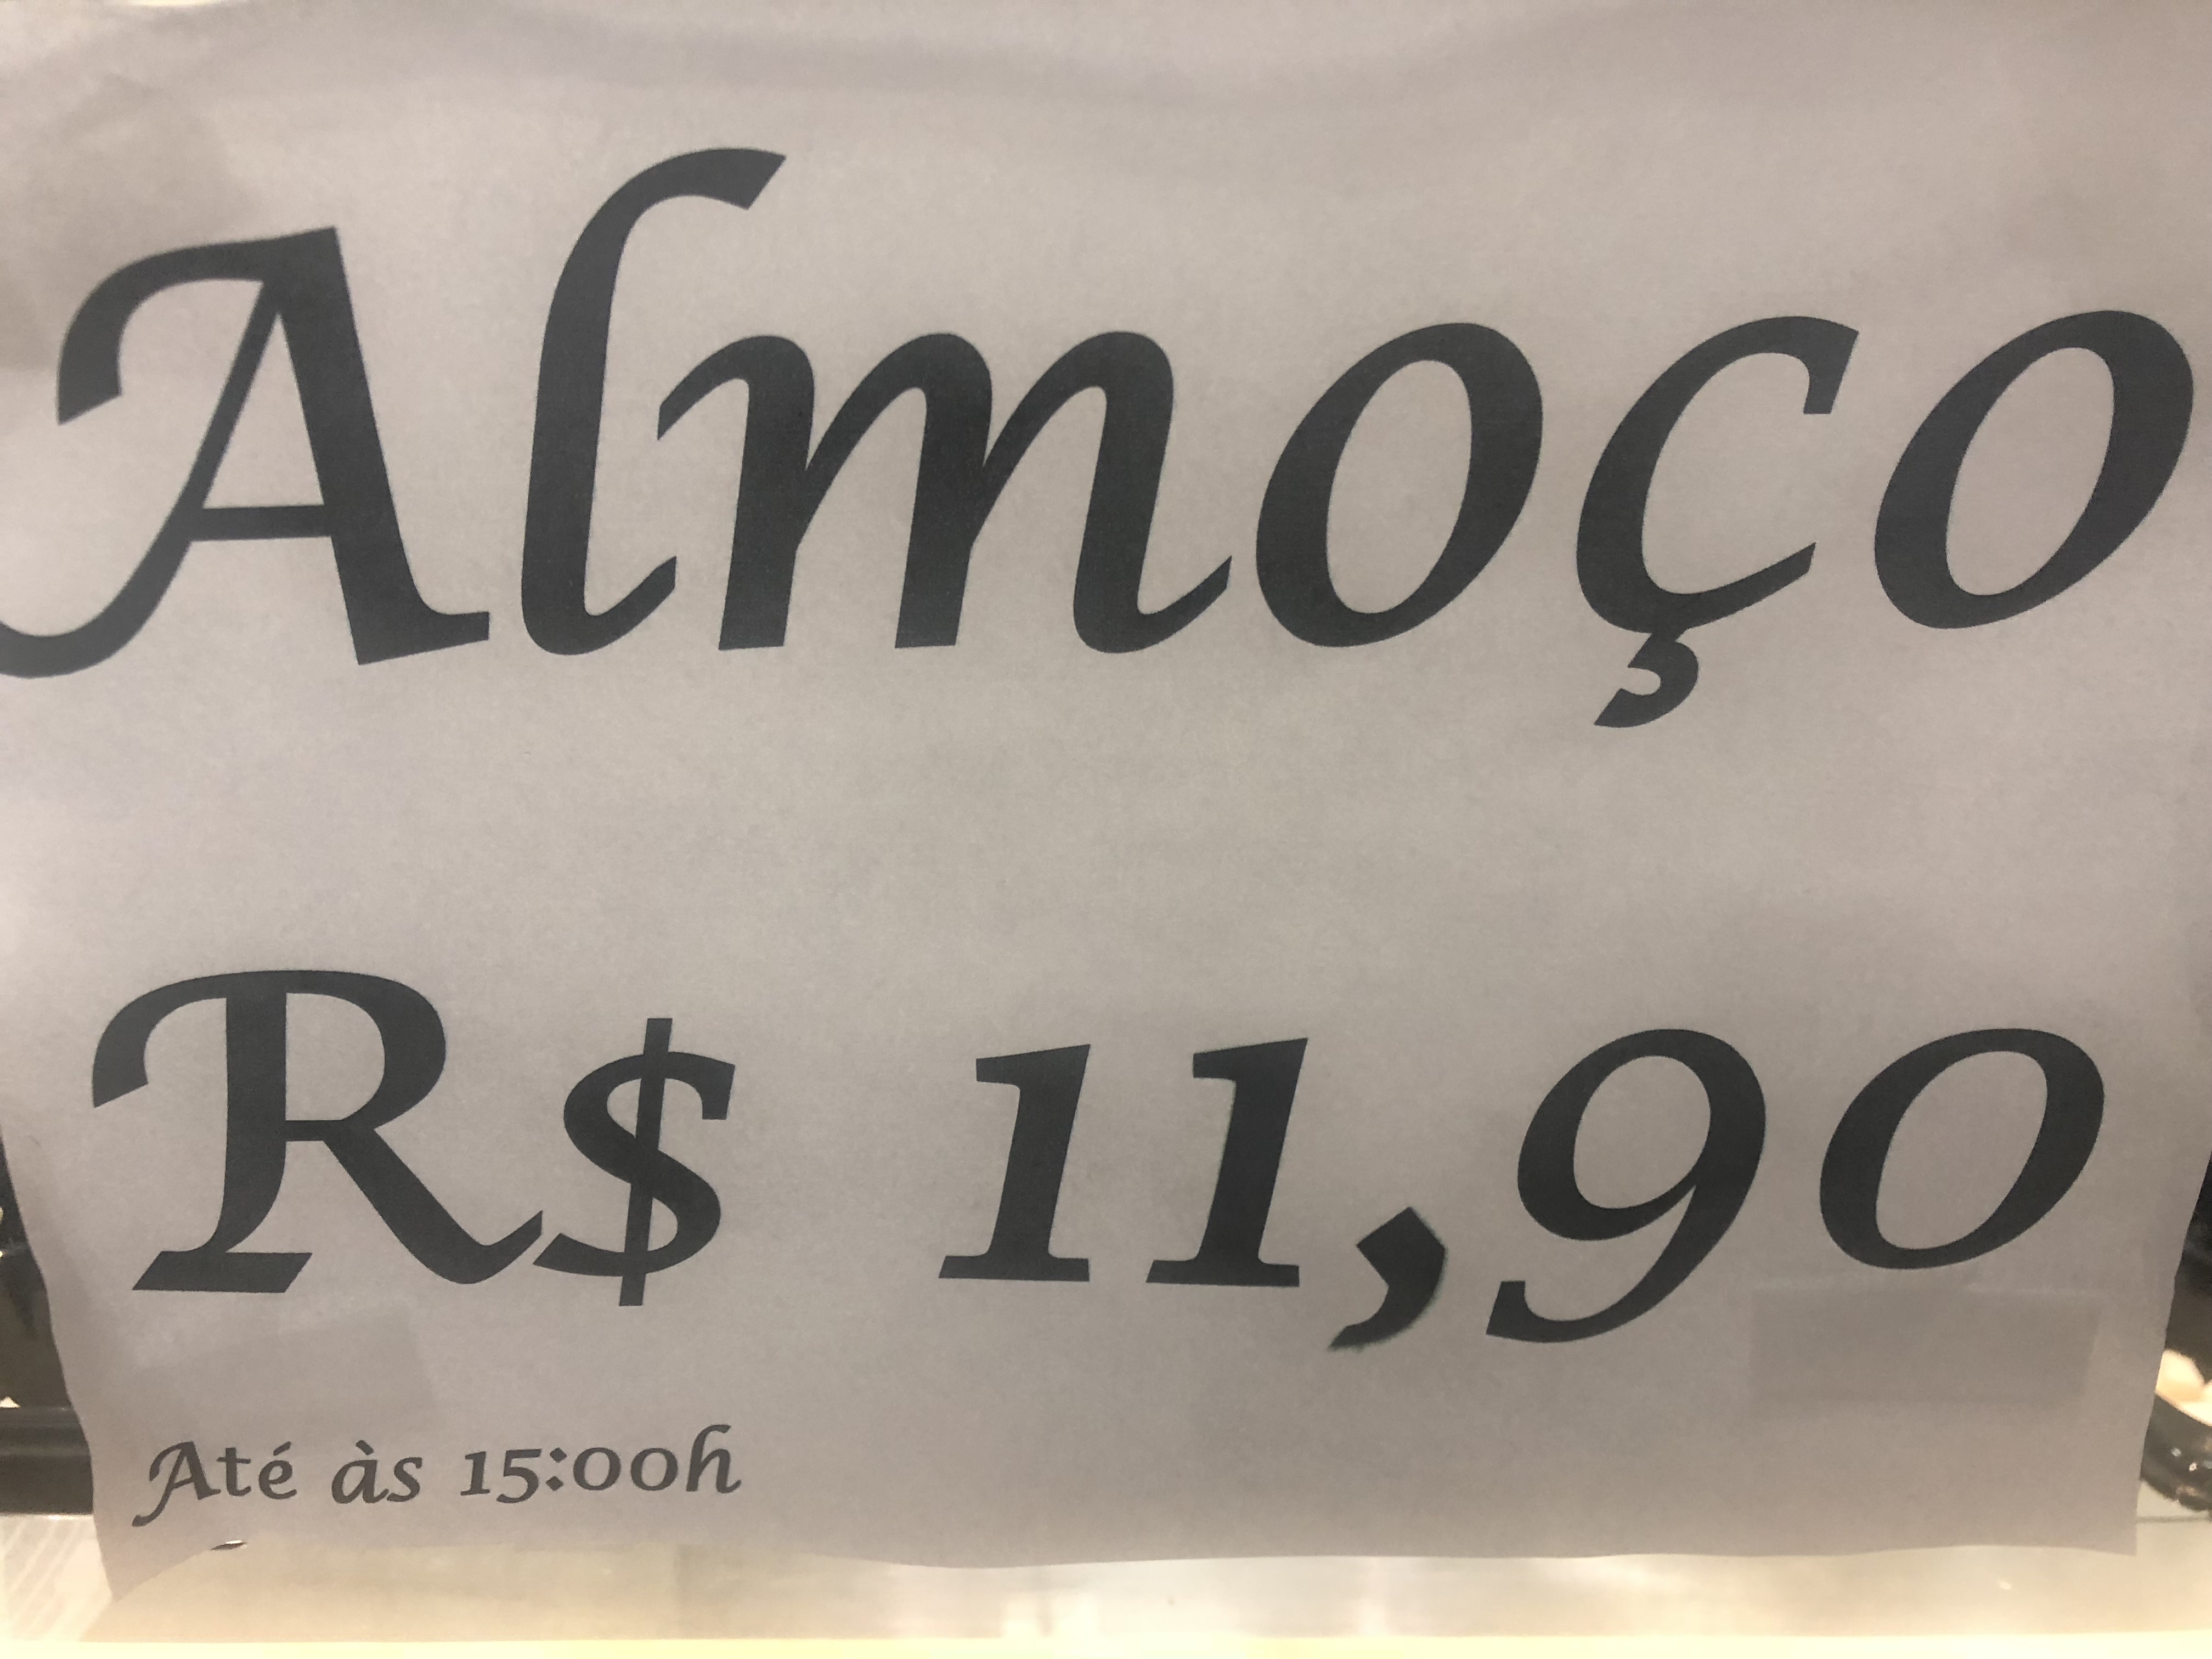 Almoço
R$ 11,90
Até às 15:00h